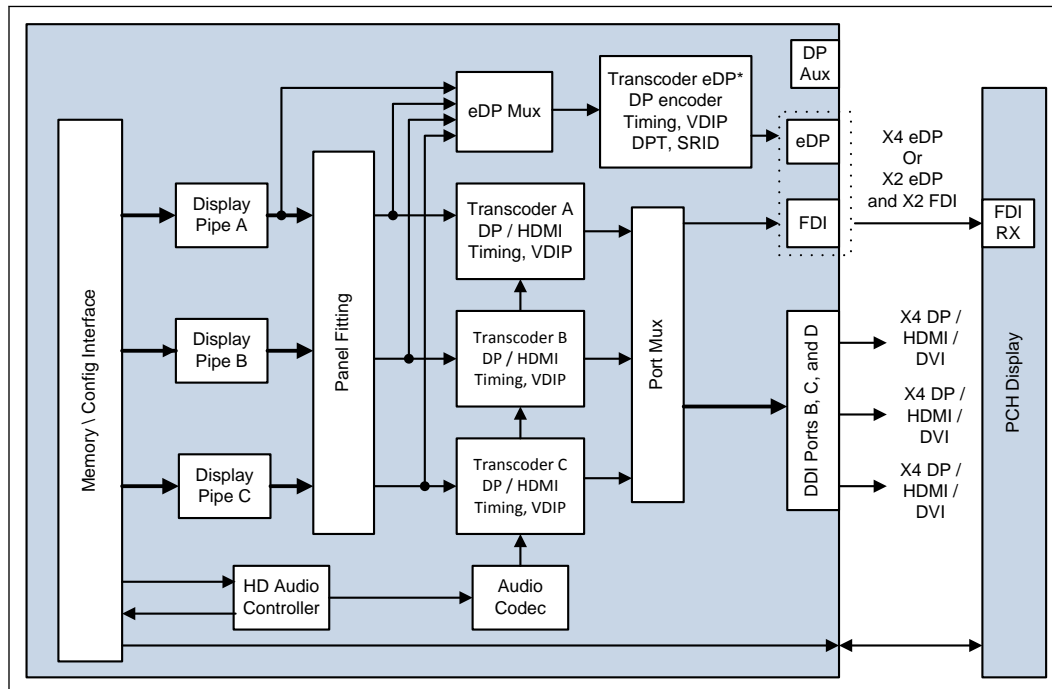 DP
Aux
Transcoder eDP*
DP encoder
Timing, VDIP
DPT, SRID
eDP Mux
eDP
X4 eDP
Or
X2 eDP
and X2 FDI
Memory \ Config Interface
Display
Pipe A
Panel Fitting
Transcoder A
DP / HDMI
Timing, VDIP
Port Mux
FDI
FDI
RX
PCH Display
Display
Pipe B
Transcoder B
DP / HDMI
Timing, VDIP
DDI Ports B, C, and D
X4 DP /
HDMI /
DVI
X4 DP /
HDMI /
DVI
Display
Pipe C
Transcoder C
DP / HDMI
Timing, VDIP
X4 DP /
HDMI /
DVI
HD Audio
Controller
Audio
Codec